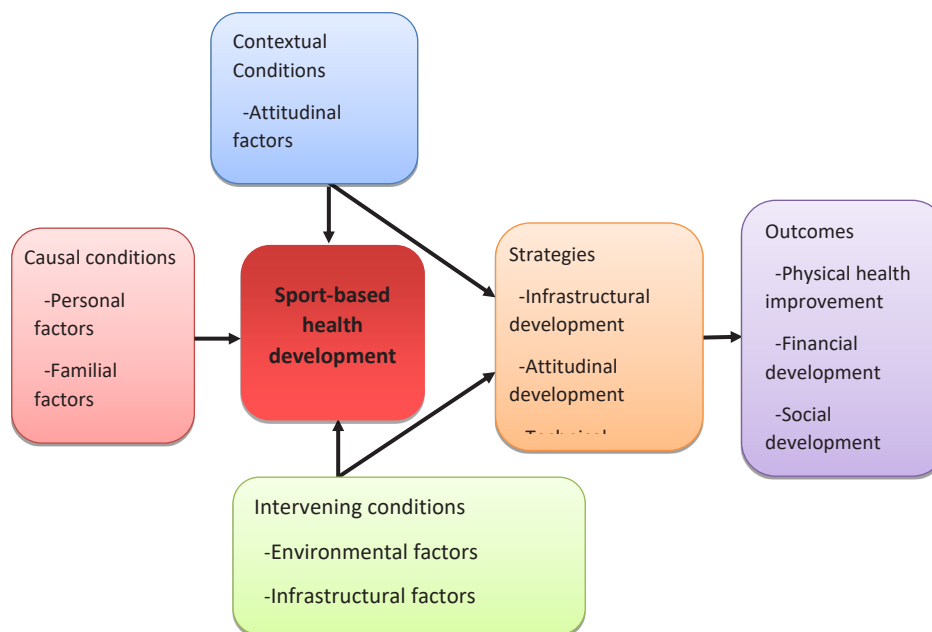 Contextual
Conditions
-Attitudinal
factors
Causal conditions
-Personal
factors
-Familial
factors
Sport-based
health
development
Strategies
-Infrastructural
development
-Attitudinal
development
Outcomes
-Physical health
improvement
-Financial
development
-Social
development
Intervening conditions
-Environmental factors
-Infrastructural factors